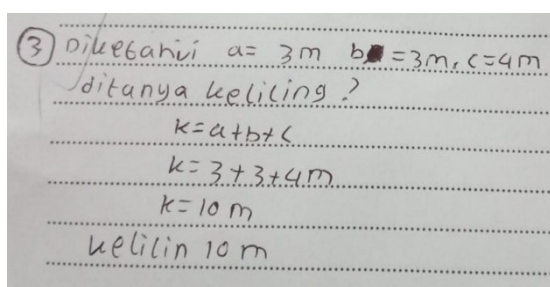 ③ Diketahui a= 3m b=3m, c=4m
ditanya keliling?
k=a+b+c
k=3+3+4m
k=10 m
kelilin 10 m